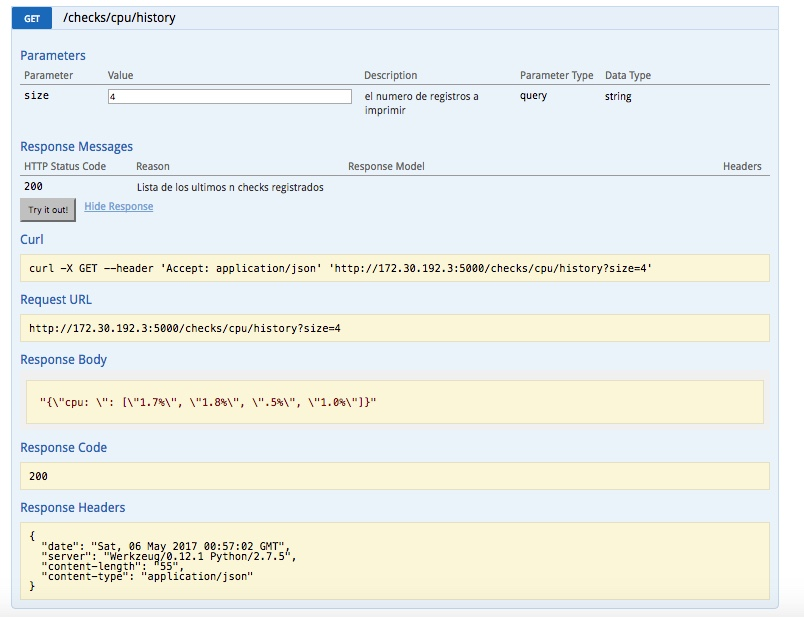 GET /checks/cpu/history
Parameters
Parameter Value Description Parameter Type Data Type
size 4 el numero de registros a imprimir query string
Response Messages
HTTP Status Code Reason Response Model Headers
200 Lista de los ultimos n checks registrados
Try it out! Hide Response
Curl
curl -X GET --header 'Accept: application/json' 'http://172.30.192.3:5000/checks/cpu/history?size=4'
Request URL
http://172.30.192.3:5000/checks/cpu/history?size=4
Response Body
"{\"cpu: \": [\"1.7%\", \"1.8%\", \".5%\", \"1.0%\"]}"
Response Code
200
Response Headers
{
"date": "Sat, 06 May 2017 00:57:02 GMT",
"server": "Werkzeug/0.12.1 Python/2.7.5",
"content-length": "55",
"content-type": "application/json"
}